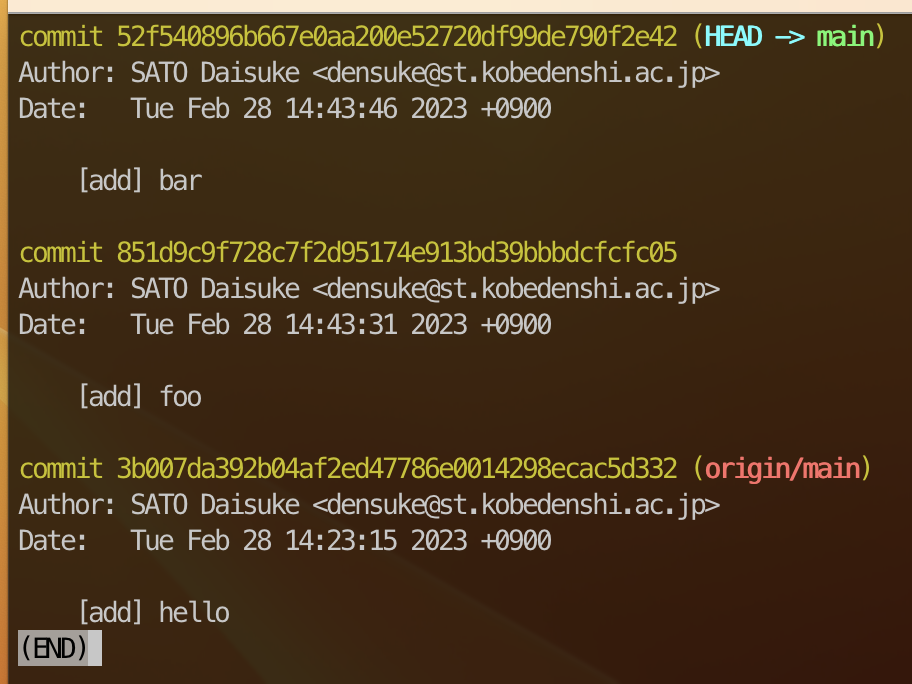 commit 52f540896b667e0aa200e52720df99de790f2e42 (HEAD -> main)
Author: SATO Daisuke <densuke@st.kobedenshi.ac.jp>
Date:   Tue Feb 28 14:43:46 2023 +0900
    [add] bar
commit 851d9c9f728c7f2d95174e913bd39bbbdcfcfc05
Author: SATO Daisuke <densuke@st.kobedenshi.ac.jp>
Date:   Tue Feb 28 14:43:31 2023 +0900
    [add] foo
commit 3b007da392b04af2ed47786e0014298ecac5d332 (origin/main)
Author: SATO Daisuke <densuke@st.kobedenshi.ac.jp>
Date:   Tue Feb 28 14:23:15 2023 +0900
    [add] hello
(END)